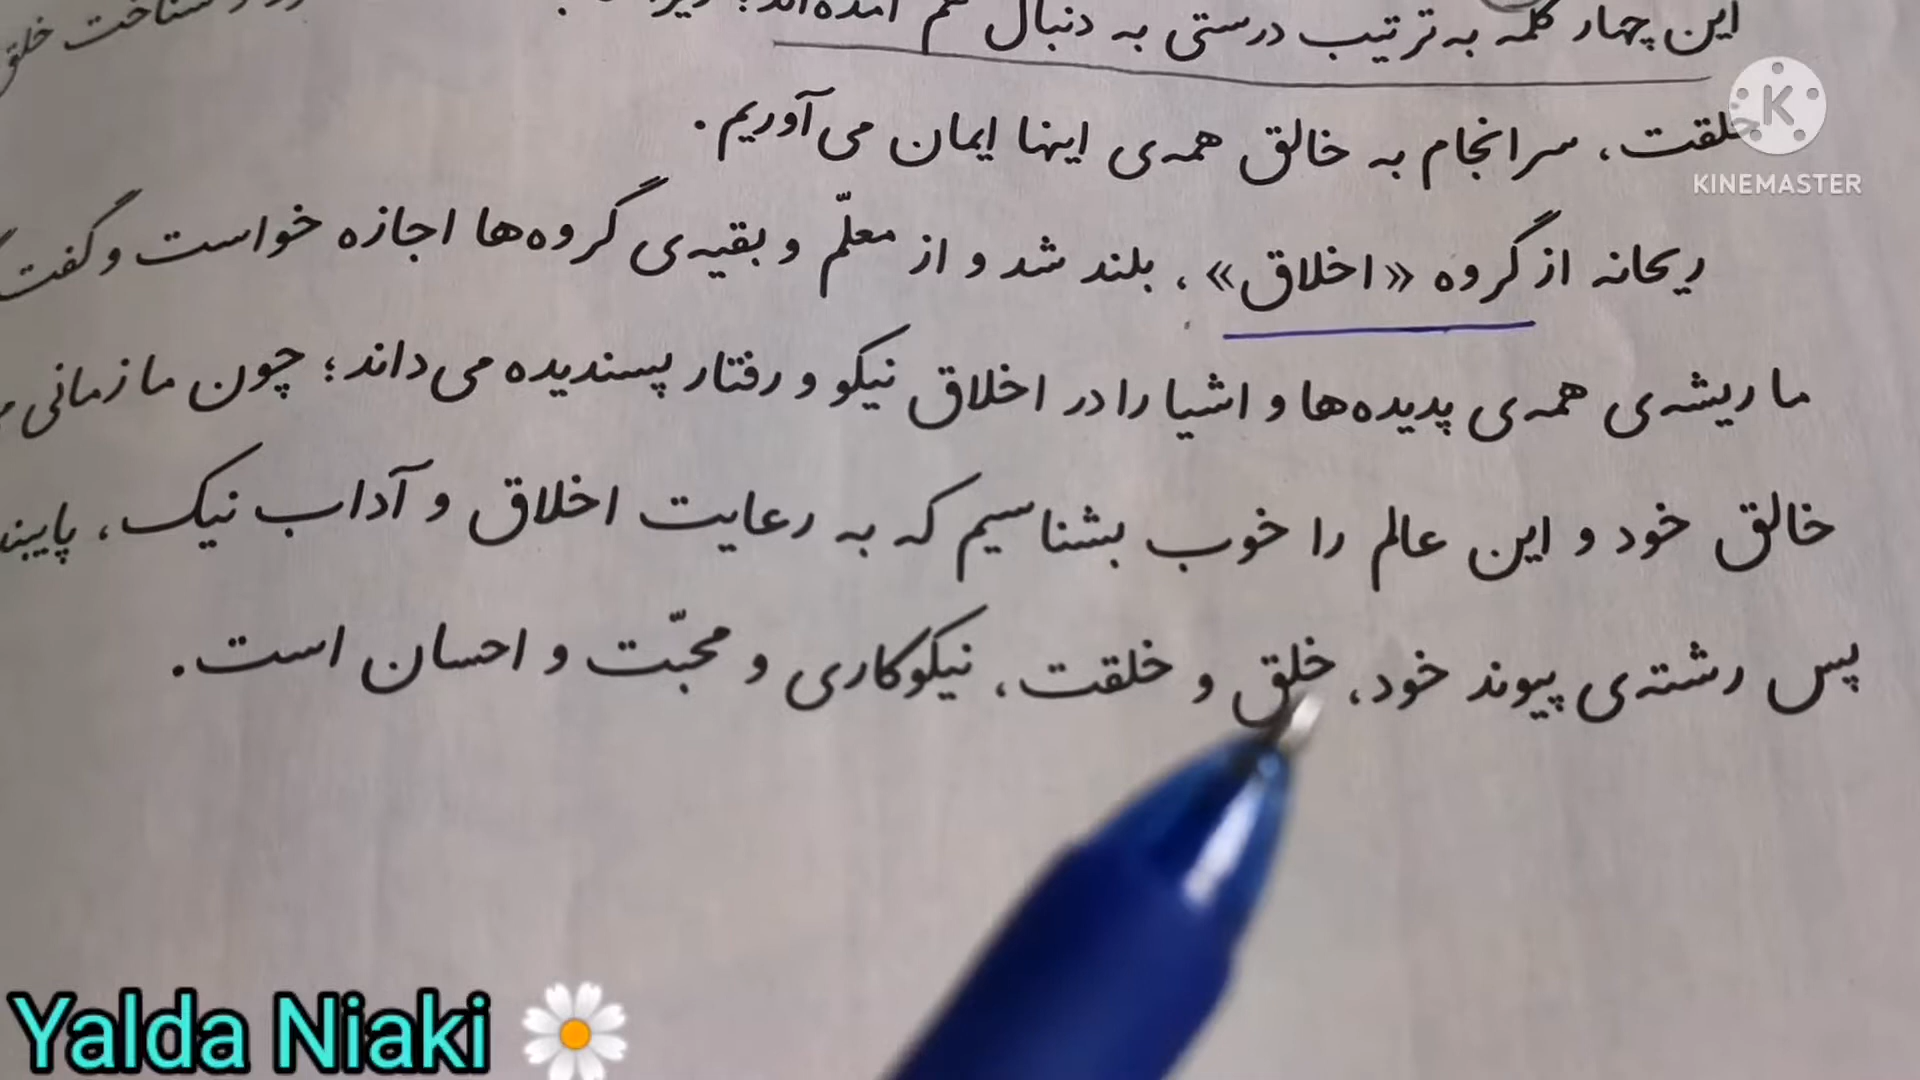 شناخت خلق
این چهار کلمه به‌ترتیب درستی به دنبال هم آمده‌اند؛
خلقت، سرانجام به خالق همه‌ی اینها ایمان می‌آوریم.
ریحانه از گروه «اخلاق»، بلند شد و از معلّم و بقیه‌ی گروه‌ها اجازه خواست و گفت
ما ریشه‌ی همه‌ی پدیده‌ها و اشیا را در اخلاق نیکو و رفتار پسندیده می‌داند؛ چون ما زمانی
خالق خود و این عالم را خوب بشناسیم که به رعایت اخلاق و آداب نیک،
پس رشته‌ی پیوند خود، خلق و خلقت، نیکوکاری و محبّت و احسان است.
K
KINEMASTER
Yalda Niaki